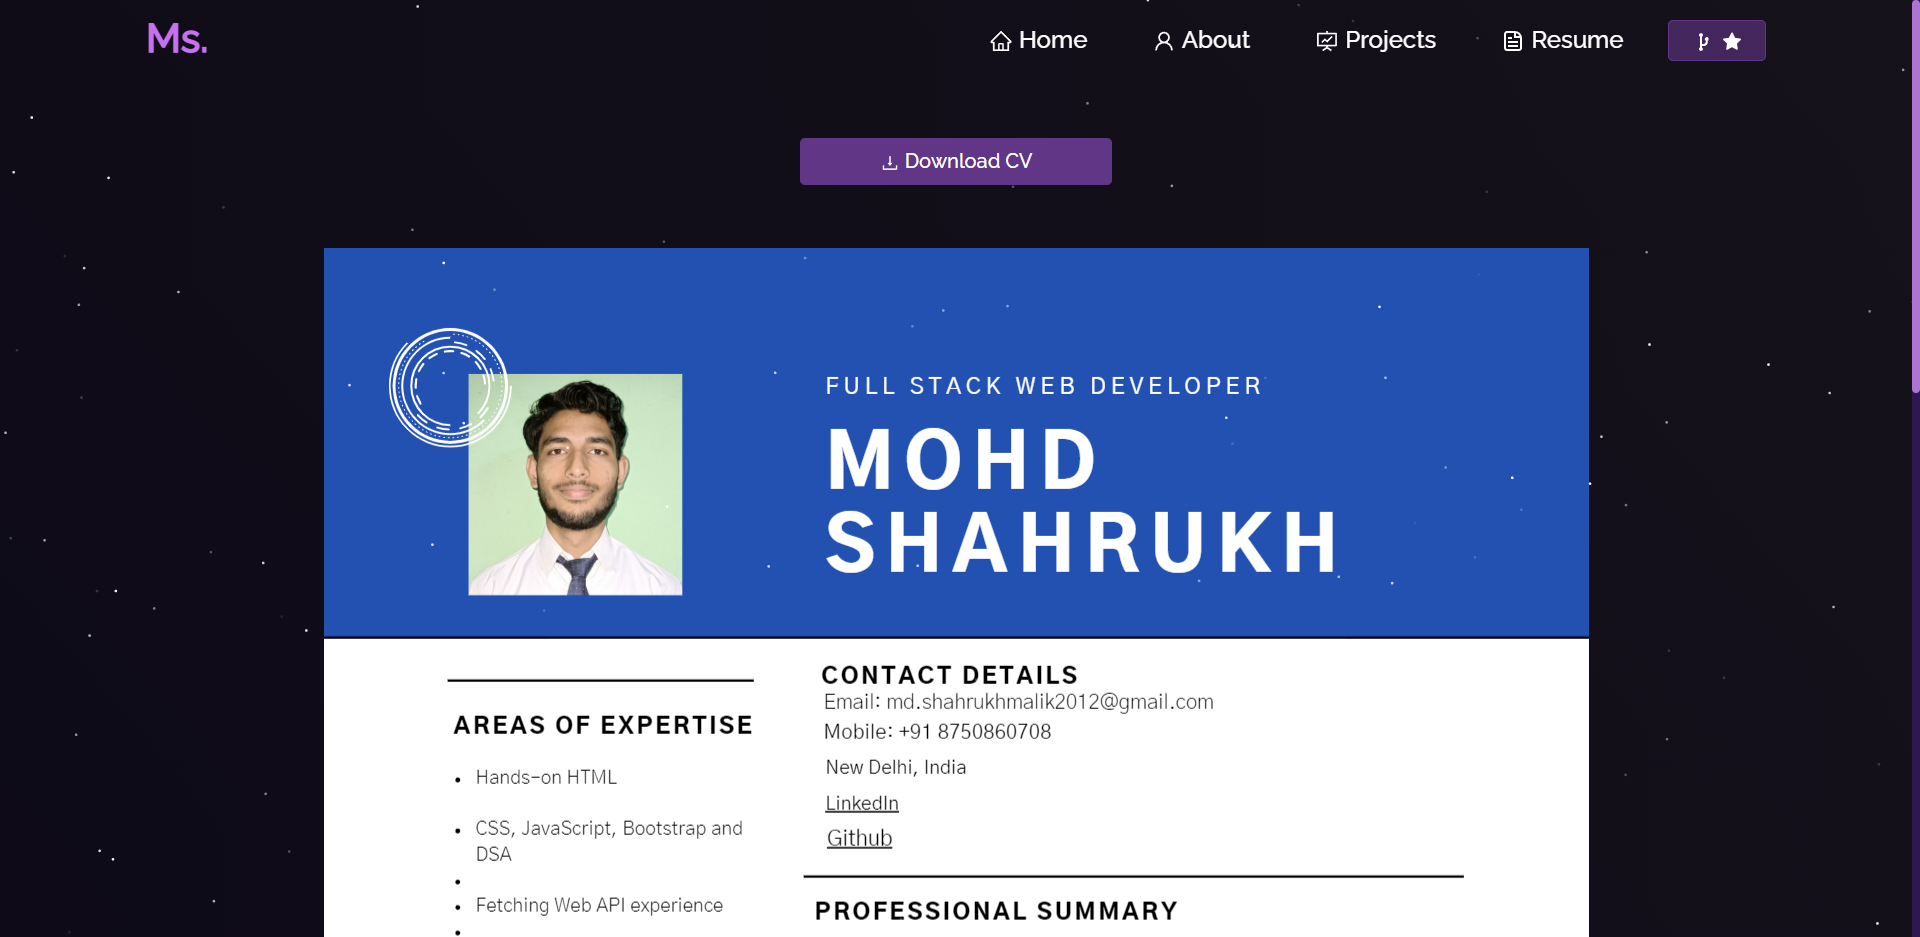 Ms.
Home
About
Projects
Resume
Download CV
FULL STACK WEB DEVELOPER
MOHD
SHAHRUKH
AREAS OF EXPERTISE
Hands-on HTML
CSS, JavaScript, Bootstrap and
DSA
Fetching Web API experience
CONTACT DETAILS
Email: md.shahrukhmalik2012@gmail.com
Mobile: +91 8750860708
New Delhi, India
LinkedIn
Github
PROFESSIONAL SUMMARY